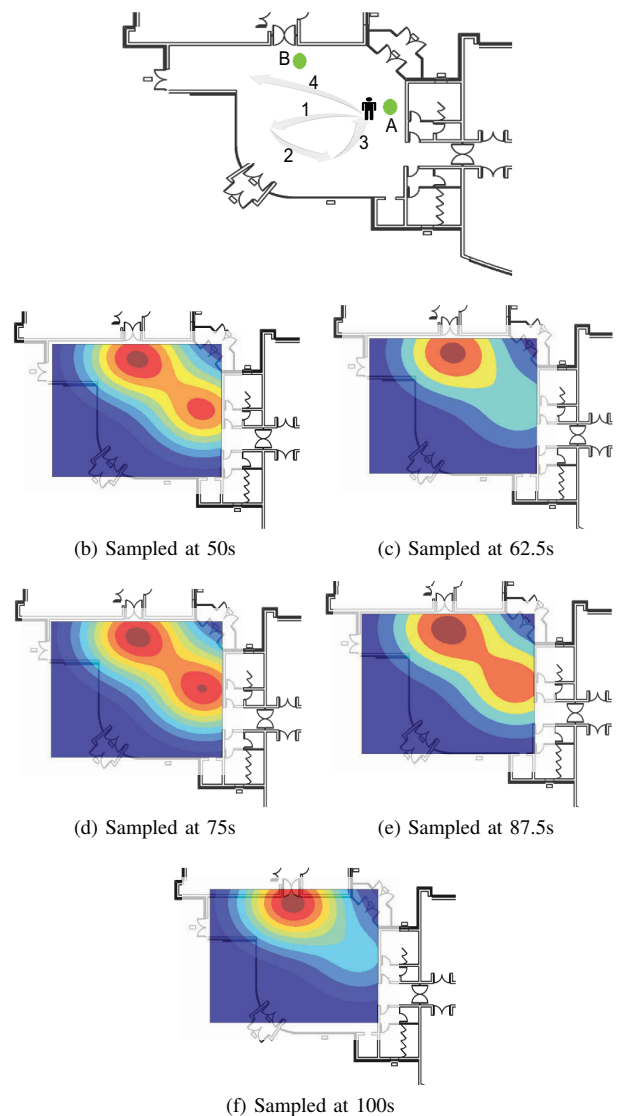 B
4
1
A
2
3
(b) Sampled at 50s
(c) Sampled at 62.5s
(d) Sampled at 75s
(e) Sampled at 87.5s
(f) Sampled at 100s